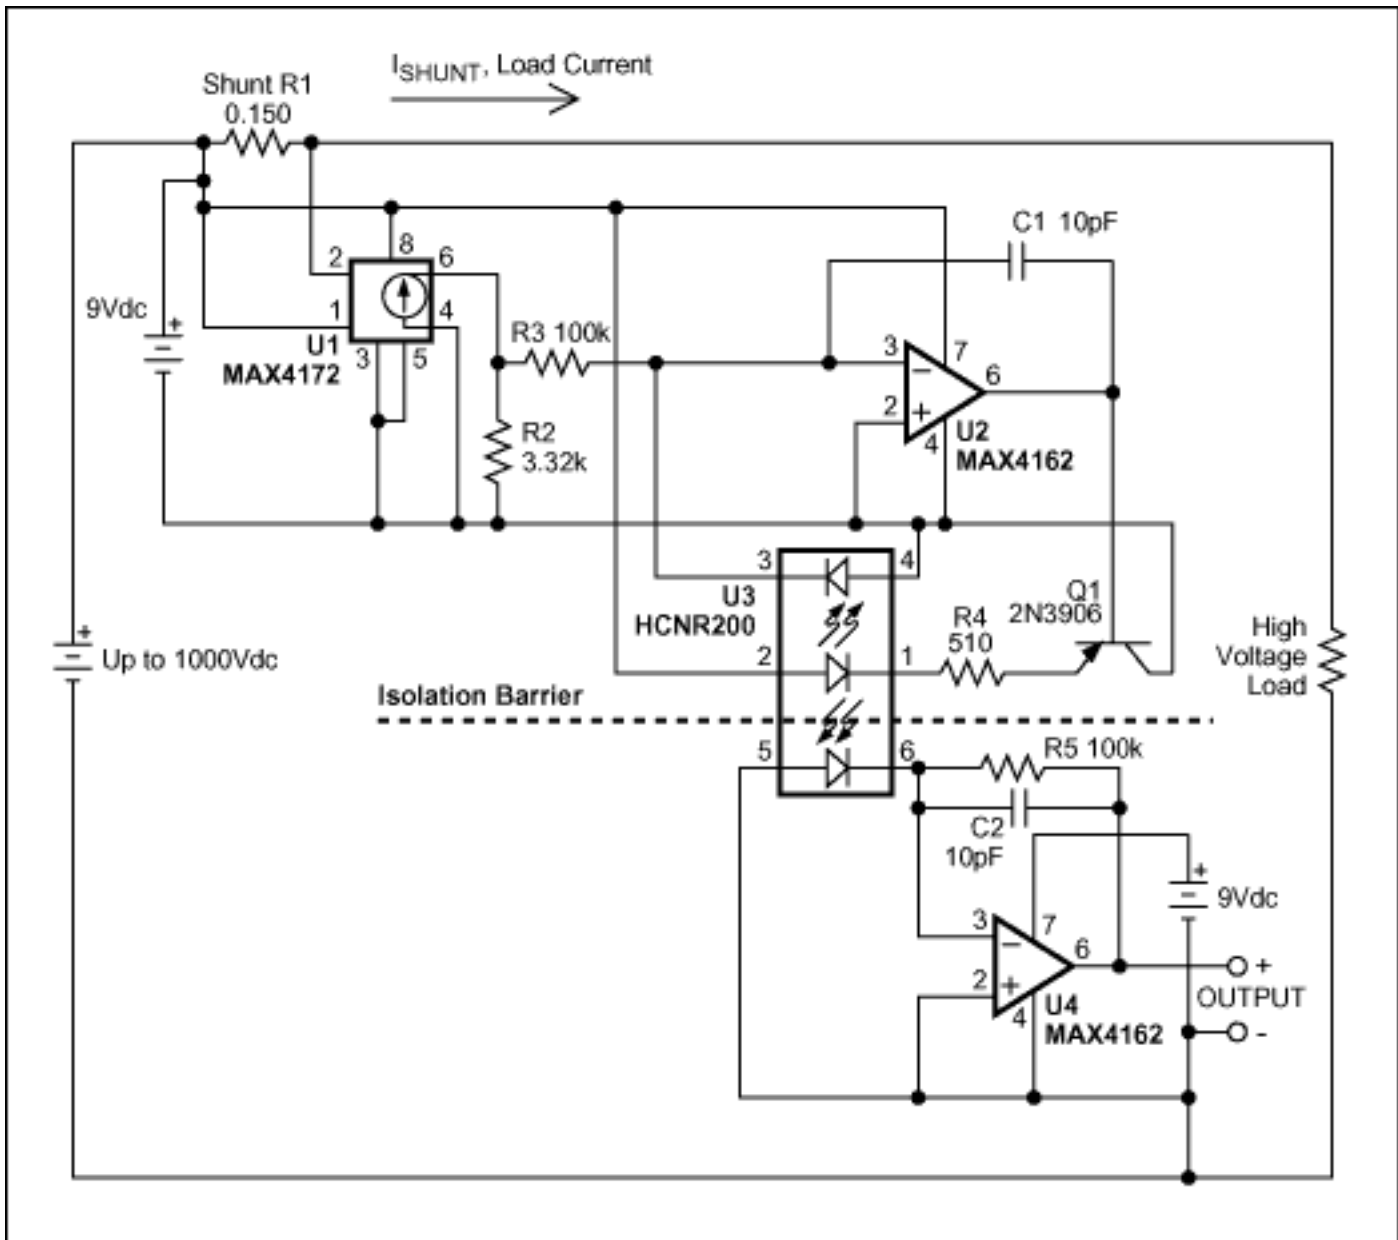 I_SHUNT, Load Current
Shunt R1
0.150
C1 10pF
2
8
6
9Vdc
+
1
4
U1
MAX4172
3
5
R3 100k
3
−
7
6
2
+
4
U2
MAX4162
R2
3.32k
3
4
U3
HCNR200
Q1
2N3906
R4
510
2
1
+
Up to 1000Vdc
High
Voltage
Load
Isolation Barrier
5
6
R5 100k
C2
10pF
+
9Vdc
3
−
7
6
2
+
4
U4
MAX4162
+
OUTPUT
-